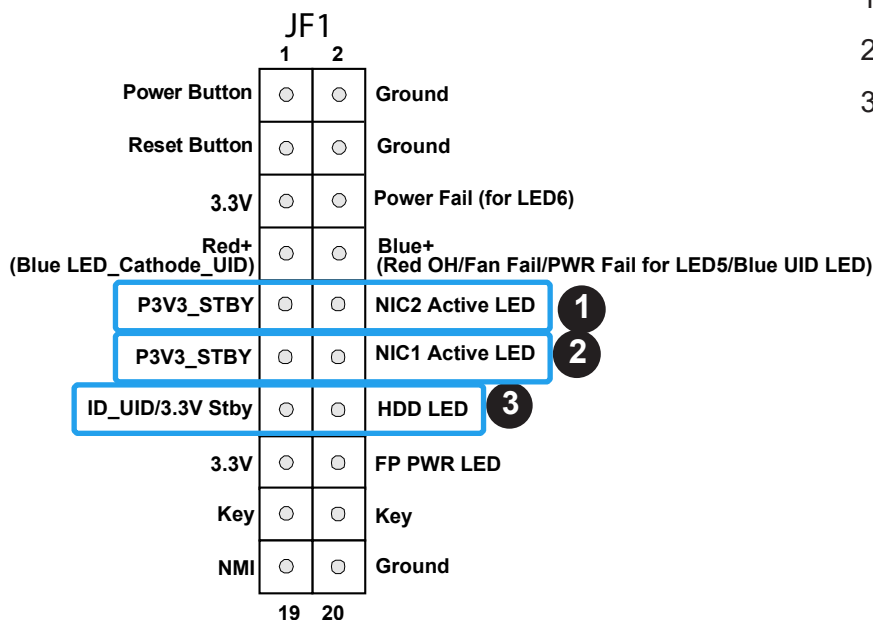 JF1
1 2
Power Button Ground
Reset Button Ground
3.3V Power Fail (for LED6)
Red+ Blue+
(Blue LED_Cathode_UID) (Red OH/Fan Fail/PWR Fail for LED5/Blue UID LED)
P3V3_STBY NIC2 Active LED 1
P3V3_STBY NIC1 Active LED 2
ID_UID/3.3V Stby HDD LED 3
3.3V FP PWR LED
Key Key
NMI Ground
19 20
2
3